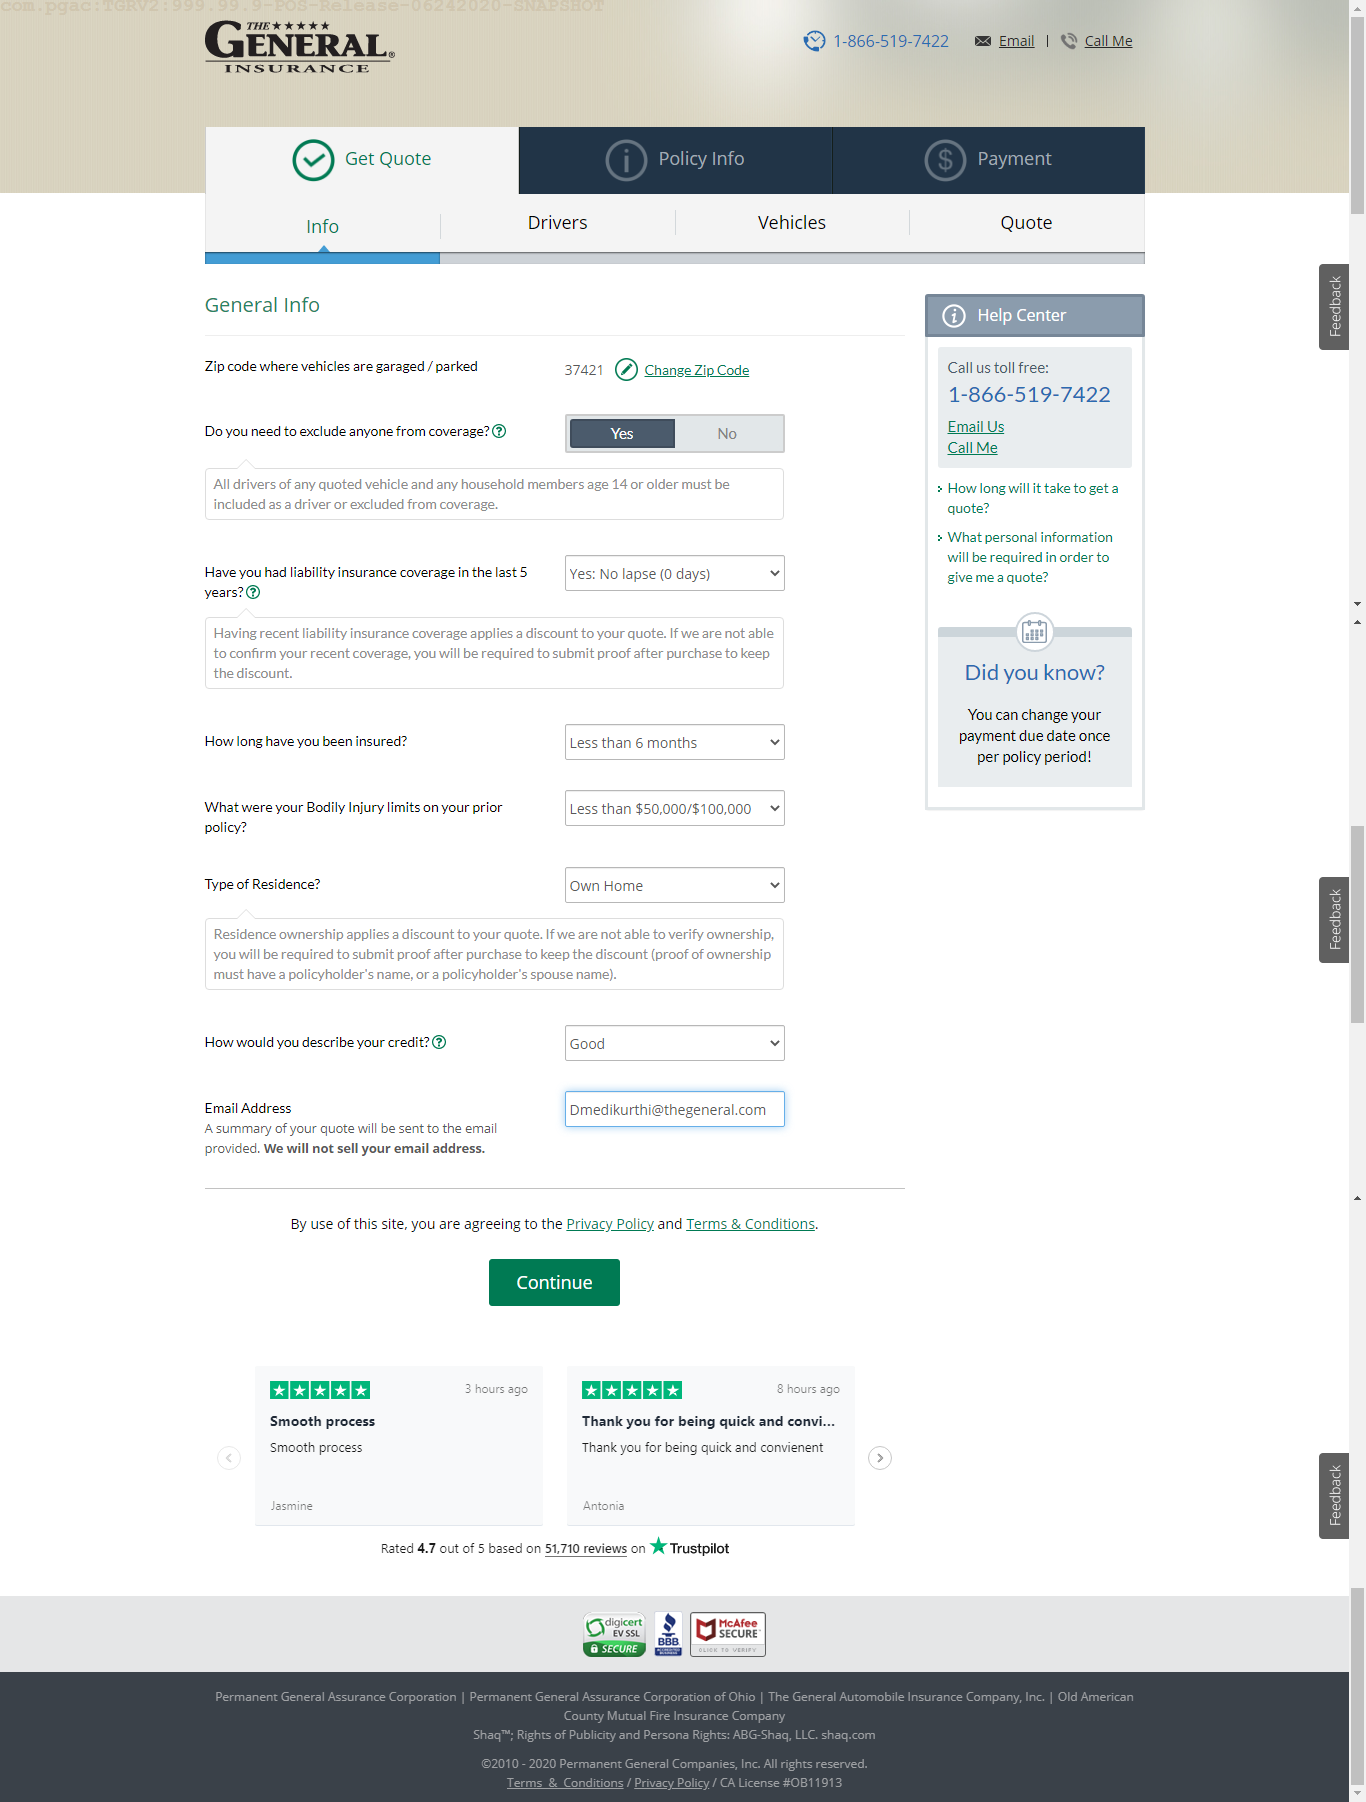 com.pgac:TGRV2:999.99.9-POS-Release-06242020-SNAPSHOT
THE
GENERAL®
INSURANCE
1-866-519-7422
Email | Call Me
Get Quote
Policy Info
Payment
Info
Drivers
Vehicles
Quote
General Info
Zip code where vehicles are garaged / parked
37421 Change Zip Code
Do you need to exclude anyone from coverage?
Yes No
All drivers of any quoted vehicle and any household members age 14 or older must be
included as a driver or excluded from coverage.
Have you had liability insurance coverage in the last 5
years?
Yes: No lapse (0 days)
Having recent liability insurance coverage applies a discount to your quote. If we are not able
to confirm your recent coverage, you will be required to submit proof after purchase to keep
the discount.
How long have you been insured?
Less than 6 months
What were your Bodily Injury limits on your prior
policy?
Less than $50,000/$100,000
Type of Residence?
Own Home
Residence ownership applies a discount to your quote. If we are not able to verify ownership,
you will be required to submit proof after purchase to keep the discount (proof of ownership
must have a policyholder's name, or a policyholder's spouse name).
How would you describe your credit?
Good
Email Address
A summary of your quote will be sent to the email
provided. We will not sell your email address.
Dmedikurthi@thegeneral.com
By use of this site, you are agreeing to the Privacy Policy and Terms & Conditions.
Continue
Help Center
Call us toll free:
1-866-519-7422
Email Us
Call Me
How long will it take to get a
quote?
What personal information
will be required in order to
give me a quote?
Did you know?
You can change your
payment due date once
per policy period!
Feedback
Feedback
Feedback
3 hours ago
Smooth process
Smooth process
Jasmine
8 hours ago
Thank you for being quick and convi...
Thank you for being quick and convienent
Antonia
Rated 4.7 out of 5 based on 51,710 reviews on Trustpilot
digicert
EV SSL
SECURE
BBB
ACCREDITED
BUSINESS
McAfee
SECURE
CLICK TO VERIFY
Permanent General Assurance Corporation | Permanent General Assurance Corporation of Ohio | The General Automobile Insurance Company, Inc. | Old American
County Mutual Fire Insurance Company
Shaq™; Rights of Publicity and Persona Rights: ABG-Shaq, LLC. shaq.com
©2010 - 2020 Permanent General Companies, Inc. All rights reserved.
Terms & Conditions / Privacy Policy / CA License #OB11913